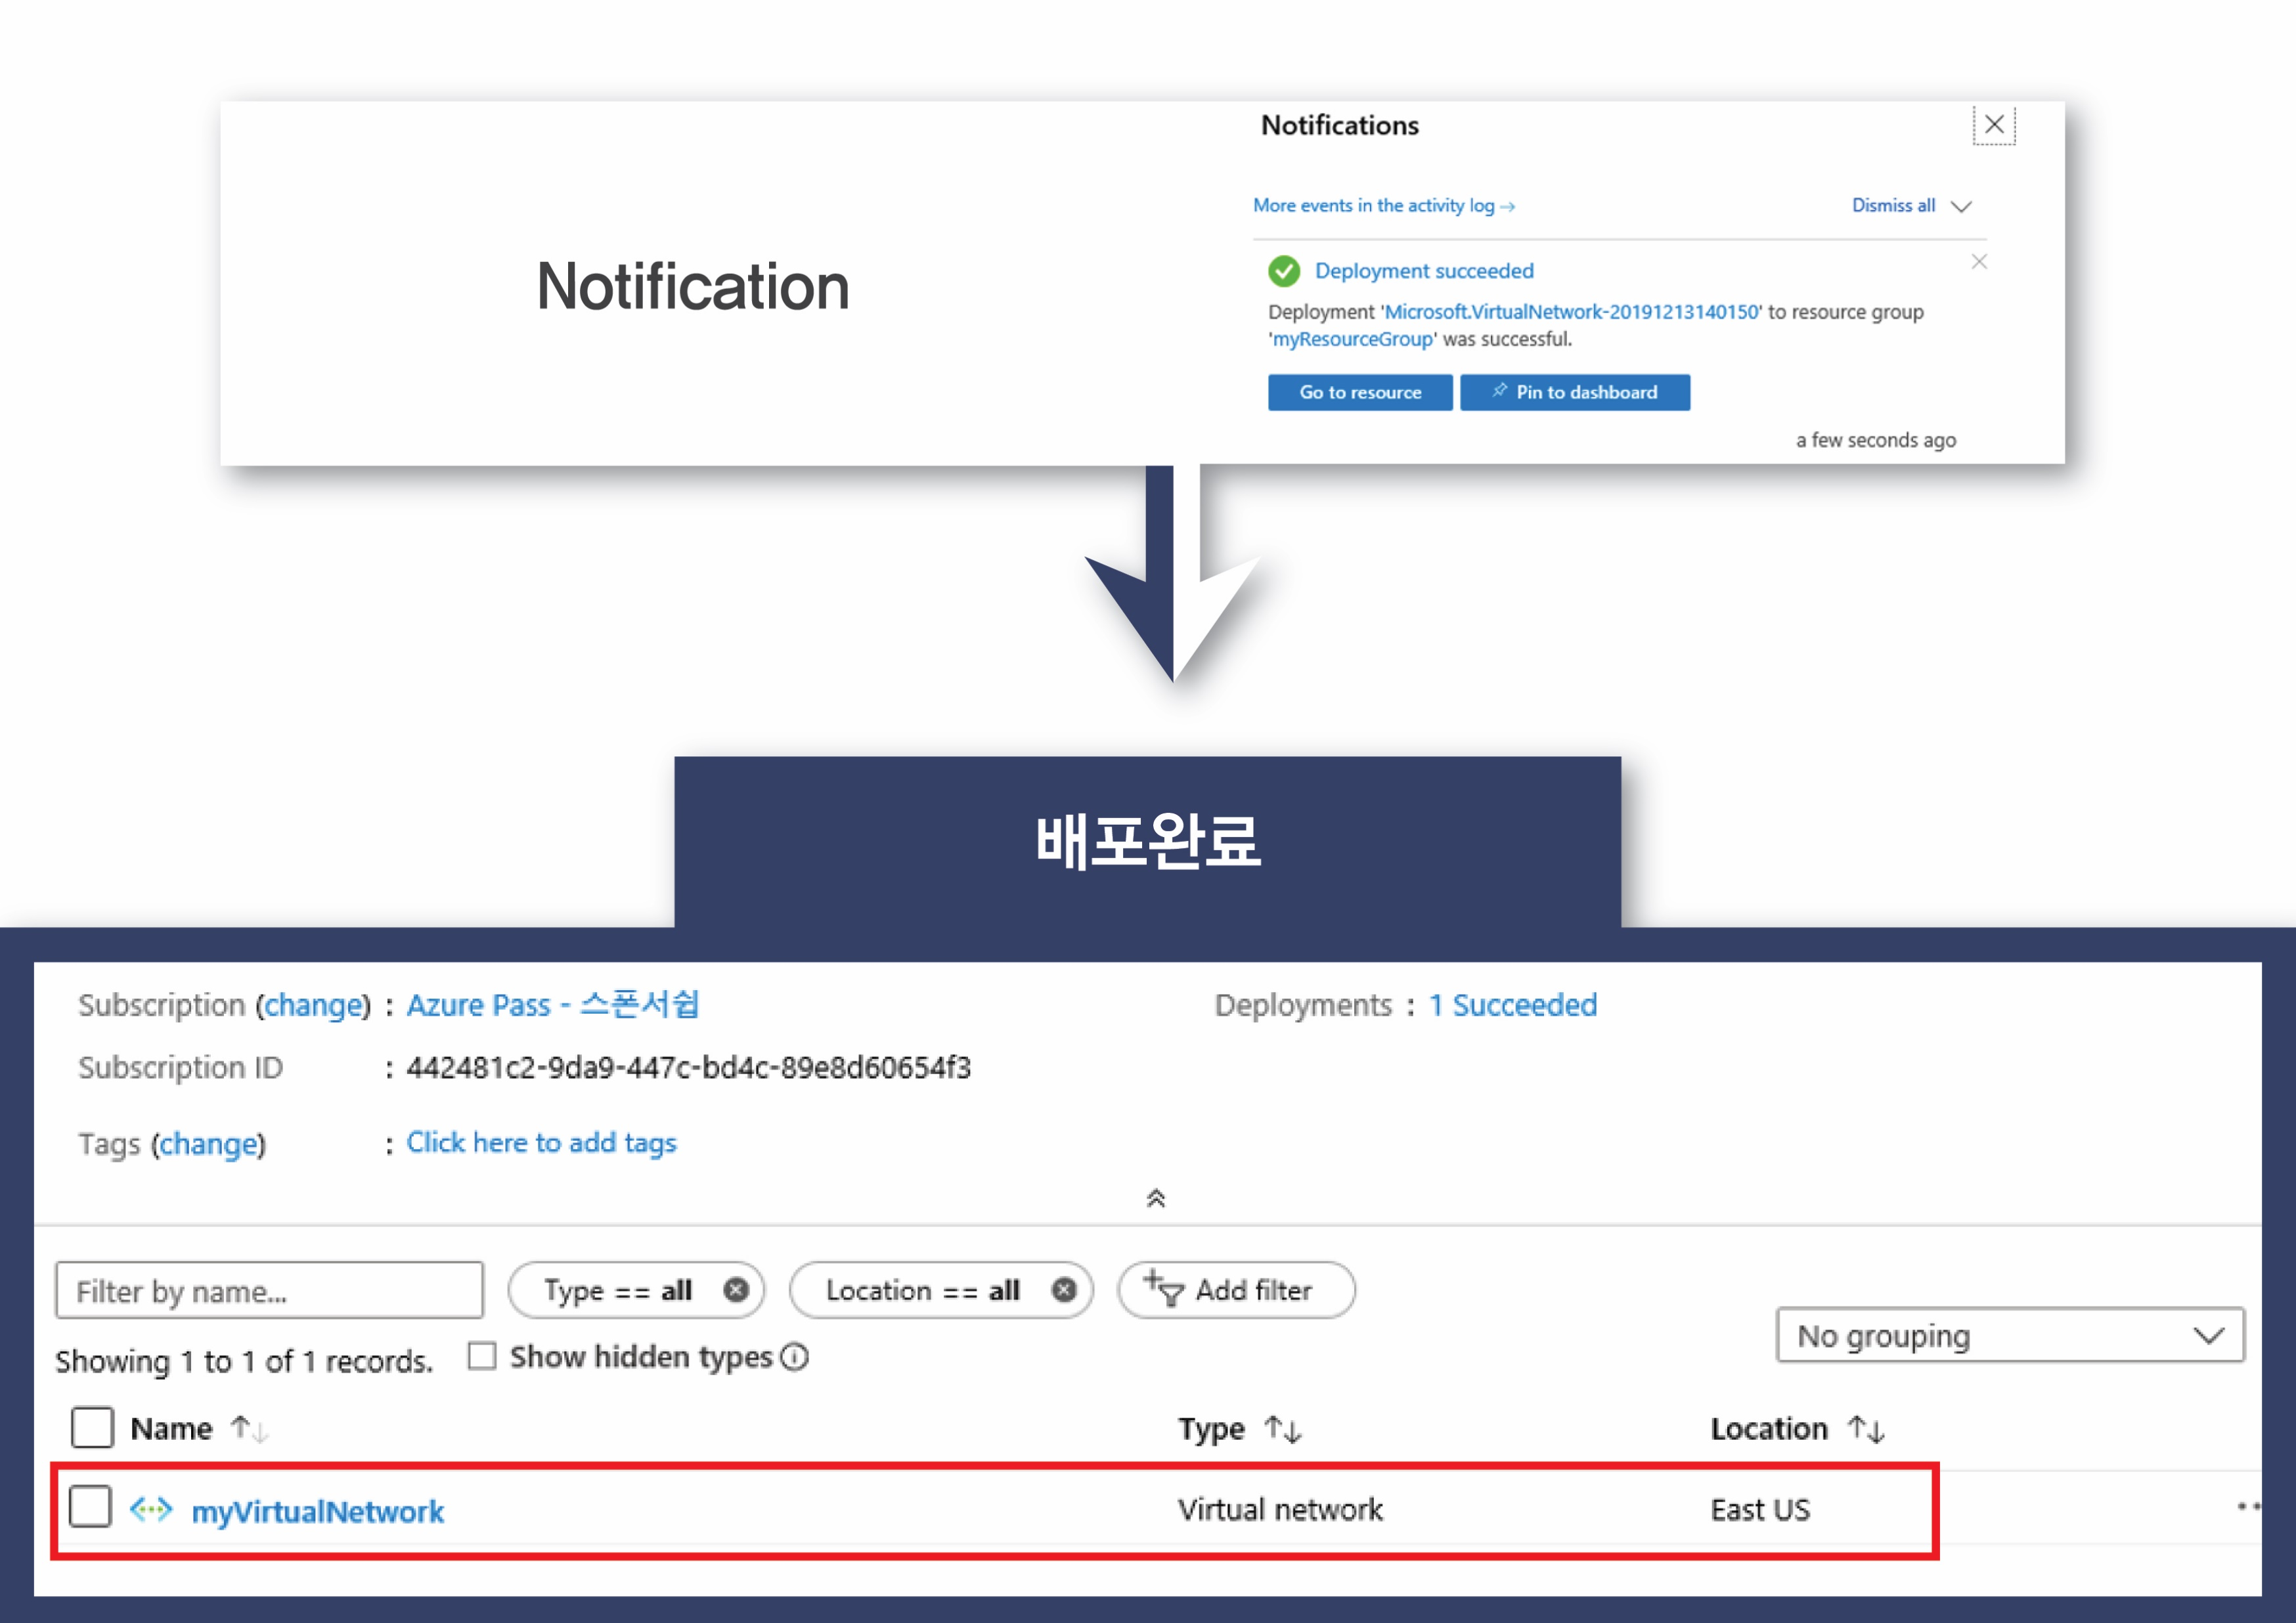 Notification
Notifications
More events in the activity log →
Dismiss all
Deployment succeeded
Deployment 'Microsoft.VirtualNetwork-20191213140150' to resource group
'myResourceGroup' was successful.
Go to resource
Pin to dashboard
a few seconds ago
배포완료
Subscription (change) : Azure Pass - 스폰서쉽
Deployments : 1 Succeeded
Subscription ID : 442481c2-9da9-447c-bd4c-89e8d60654f3
Tags (change) : Click here to add tags
Filter by name...
Type == all
Location == all
Add filter
No grouping
Showing 1 to 1 of 1 records.
Show hidden types
Name ↑↓ Type ↑↓ Location ↑↓
myVirtualNetwork Virtual network East US